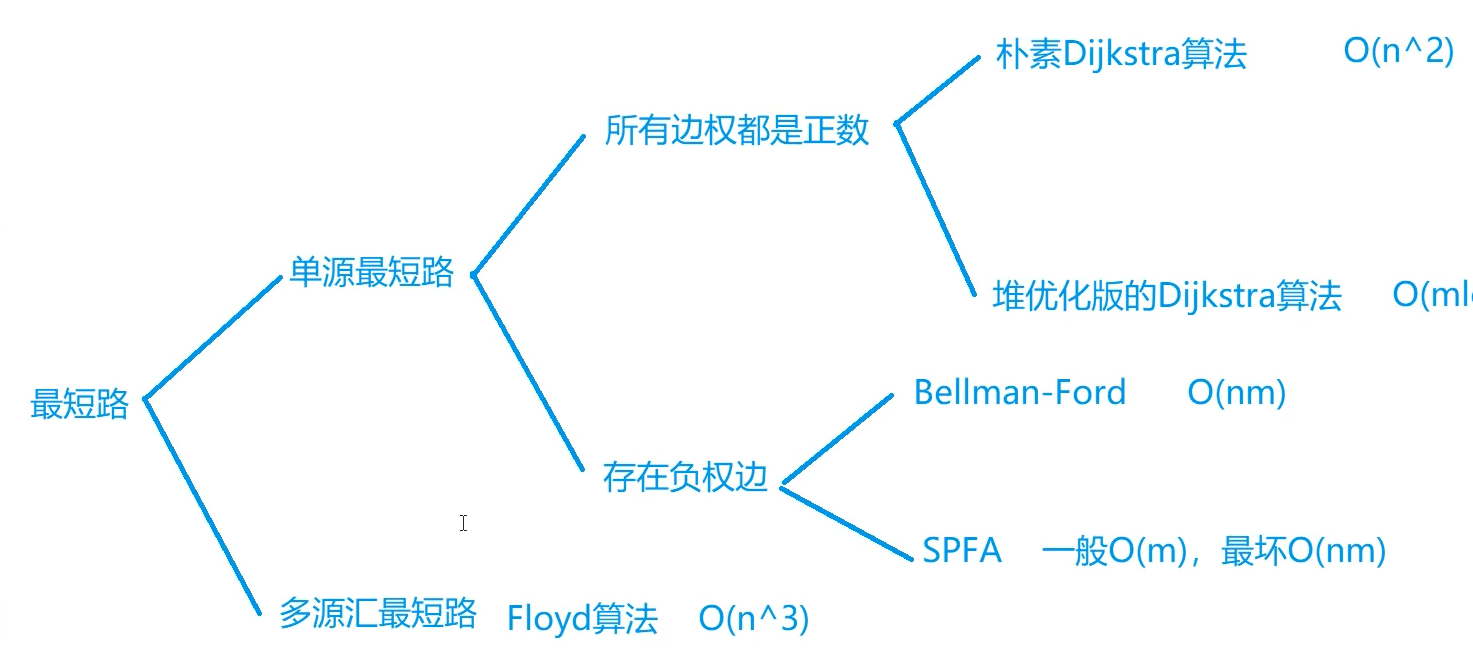 朴素Dijkstra算法 O(n^2)
所有边权都是正数
单源最短路
堆优化版的Dijkstra算法 O(ml
Bellman-Ford O(nm)
最短路
存在负权边
SPFA 一般O(m)，最坏O(nm)
多源汇最短路 Floyd算法 O(n^3)